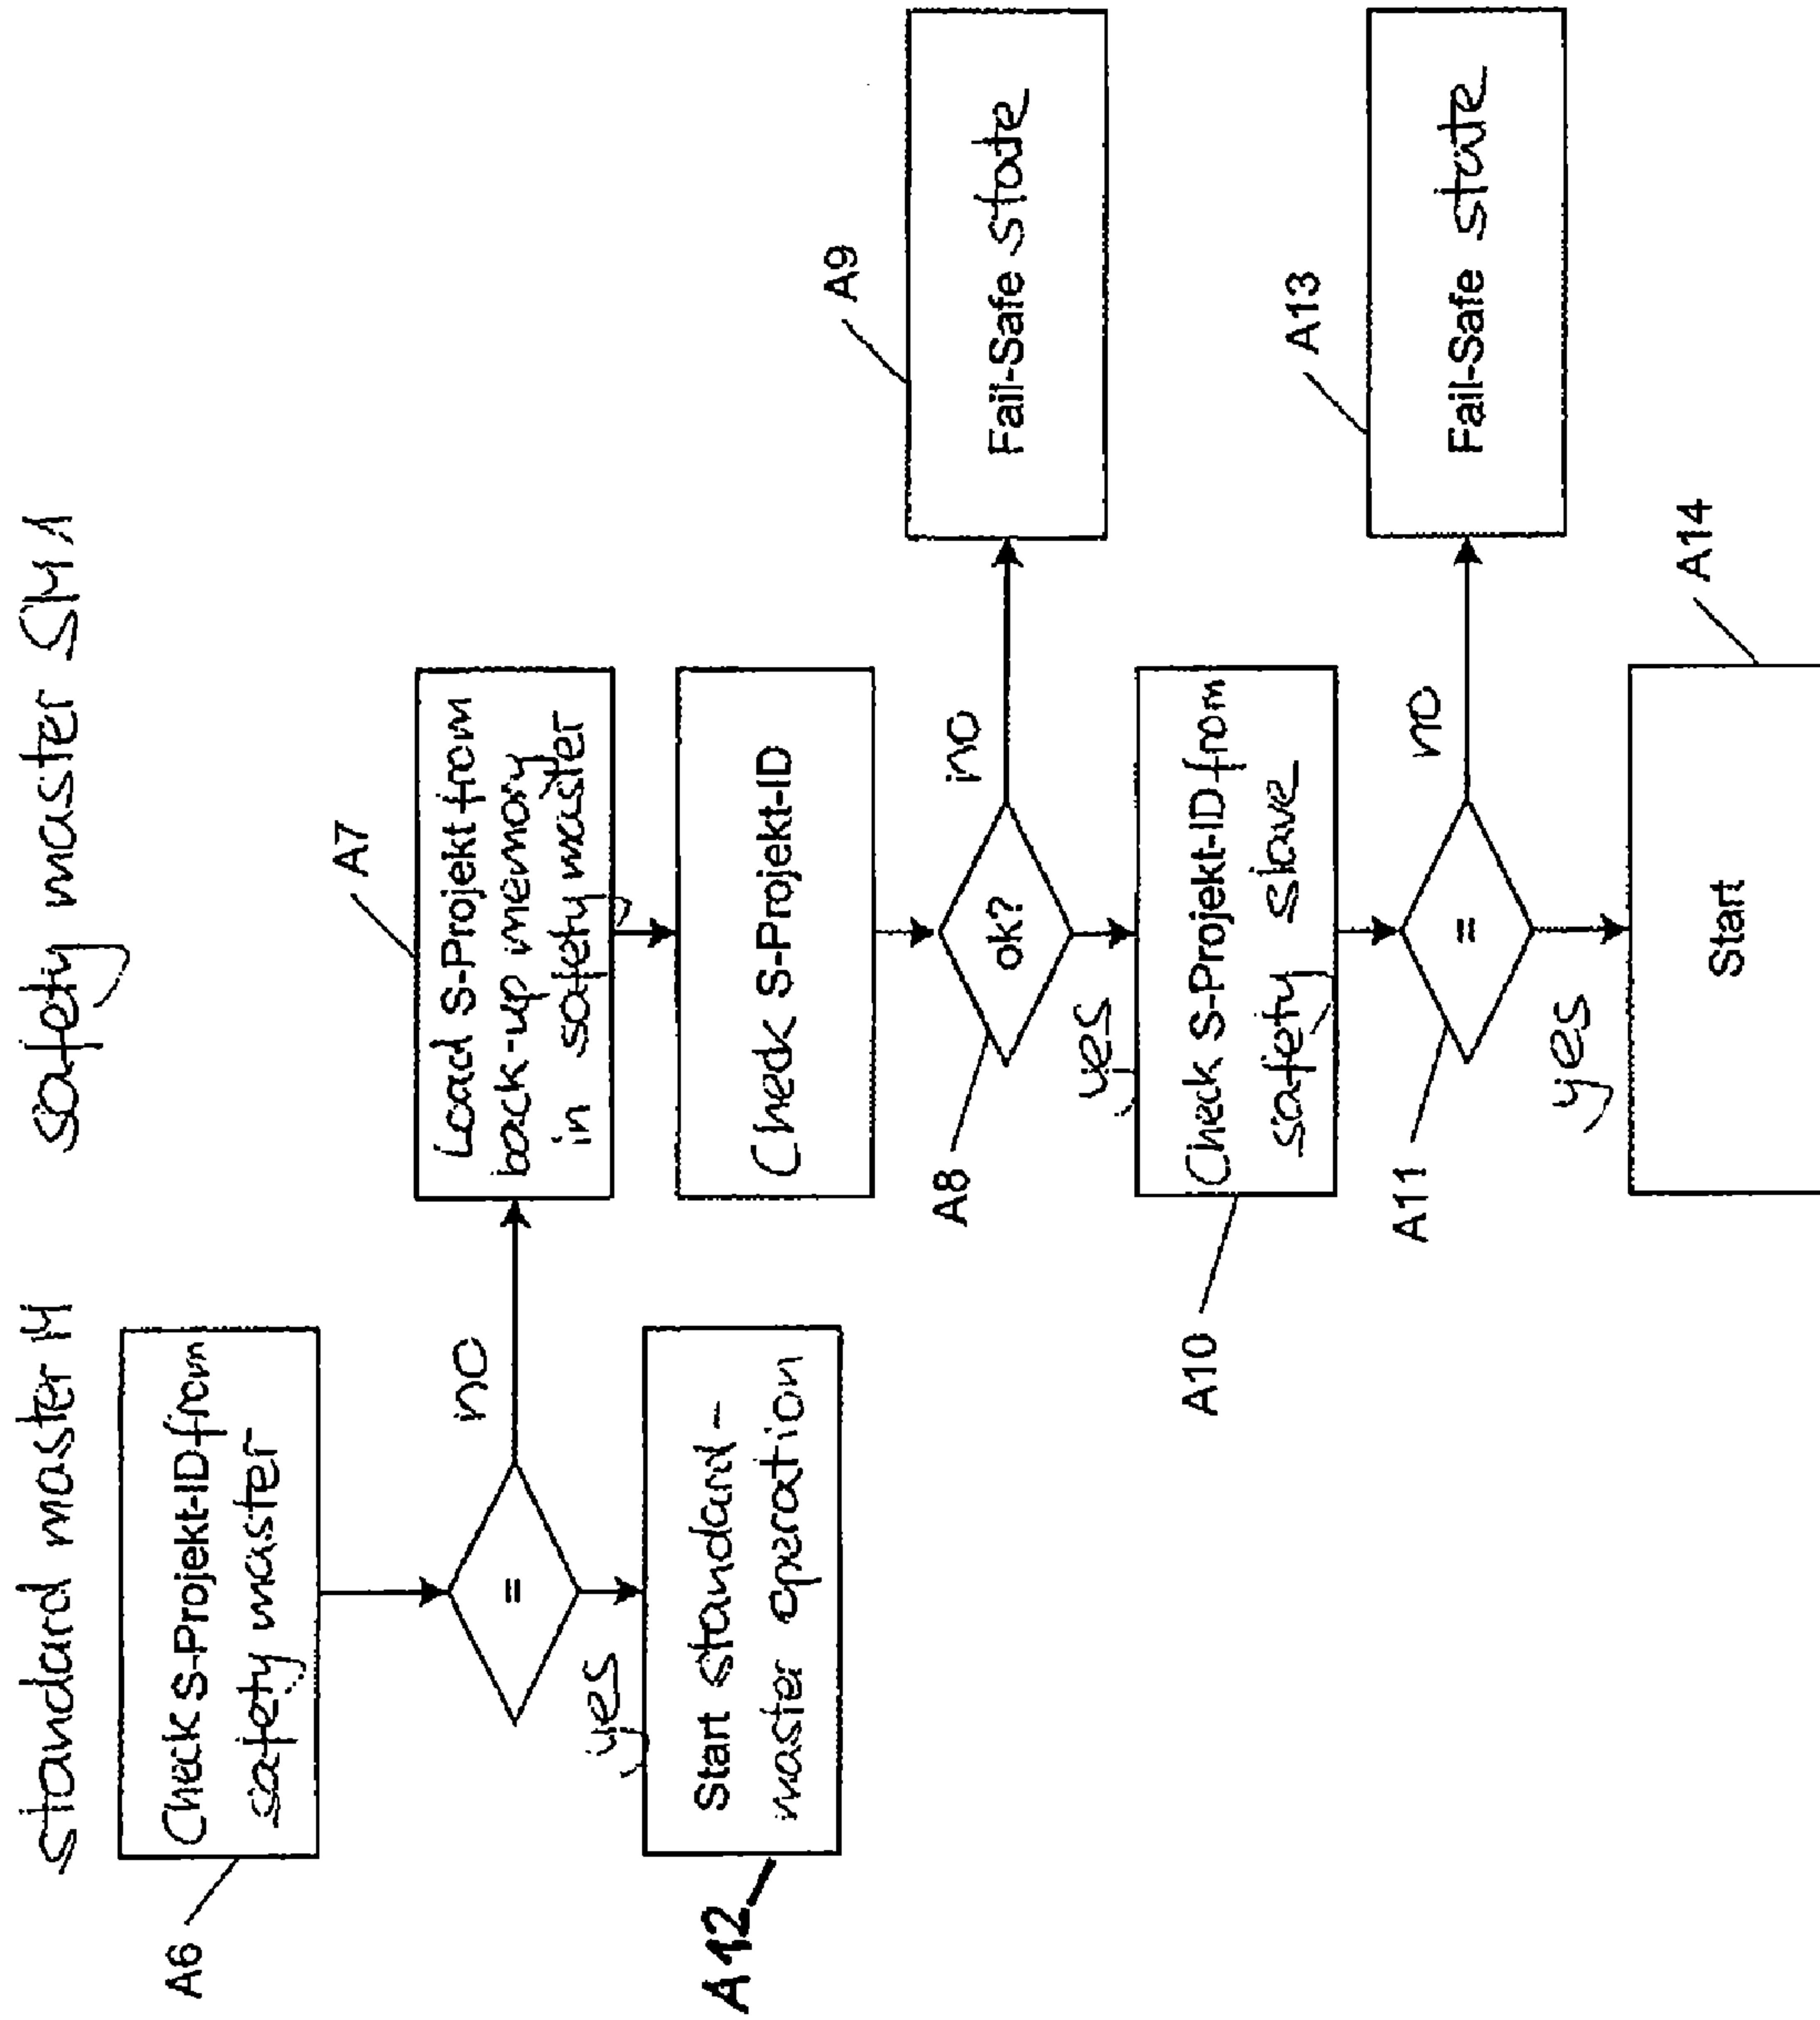 standard master M
safety master SM1
A6
Check S-Projekt-ID from
safety master
=
no
yes
A12
Start standard-
master operation
A7
Load S-Projekt from
back-up memory
in safety master
Check S-Projekt-ID
A8
ok?
no
A9
Fail-Safe state
yes
A10
Check S-Projekt-ID from
safety slave
A11
=
no
A13
Fail-Safe state
yes
A14
Start